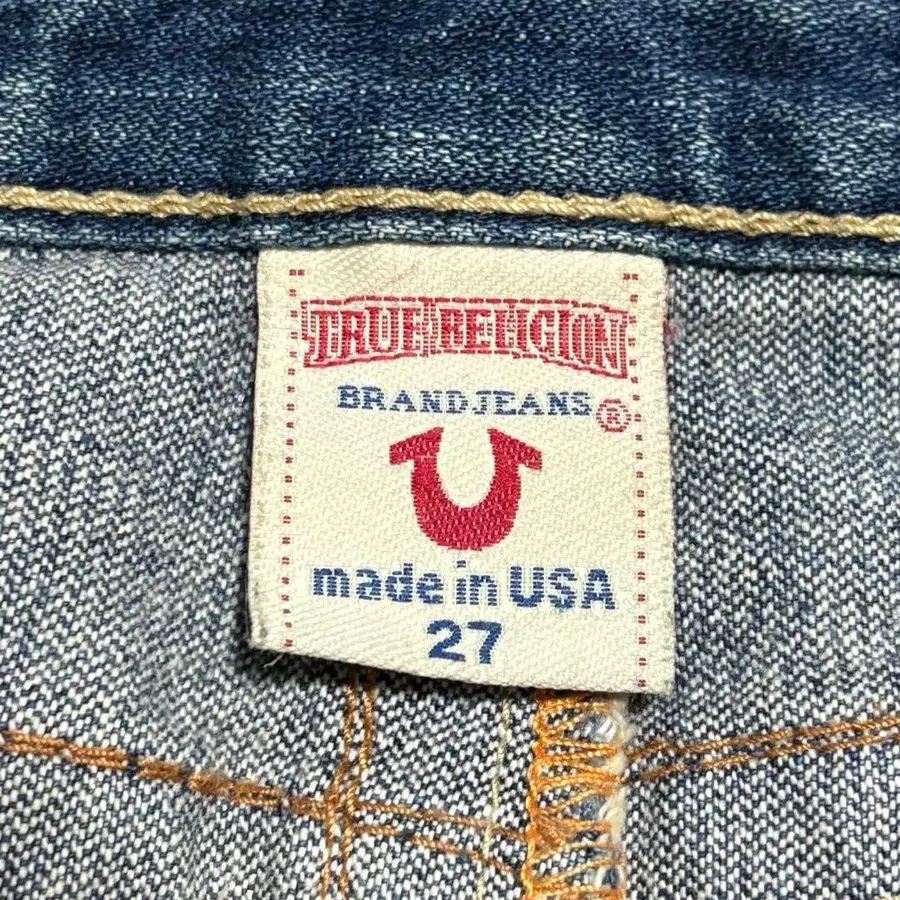 TRUE RELIGION
BRAND JEANS ®
made in USA
27